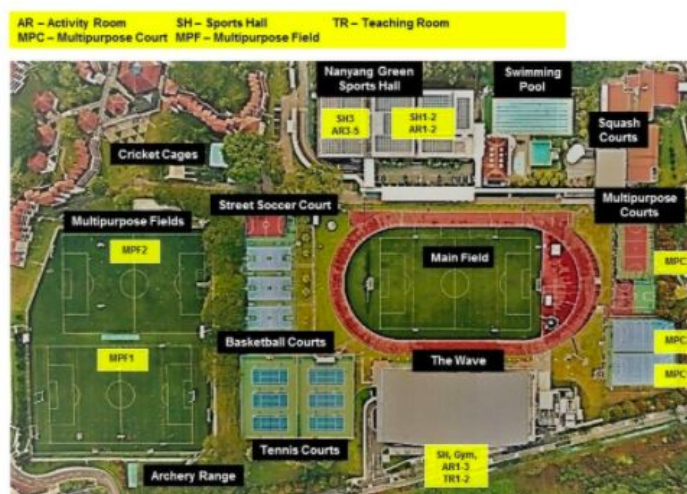 AR – Activity Room SH – Sports Hall TR – Teaching Room
MPC – Multipurpose Court MPF – Multipurpose Field
Nanyang Green
Sports Hall
Swimming
Pool
SH3
AR3-5
SH1-2
AR1-2
Squash
Courts
Cricket Cages
Street Soccer Court
Multipurpose
Courts
Multipurpose Fields
MPF2
Main Field
MPC
MPC
Basketball Courts
MPF1
The Wave
MPC
Tennis Courts
SH, Gym,
AR1-3
TR1-2
Archery Range